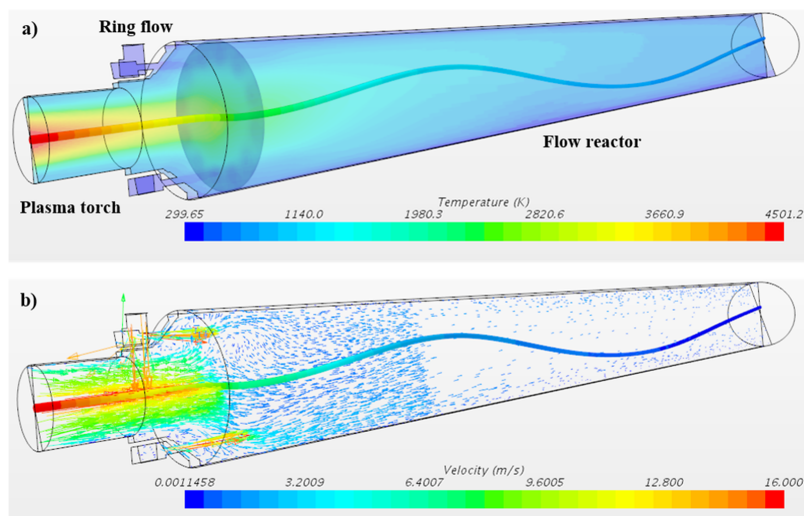 a)
Ring flow
Flow reactor
Plasma torch
Temperature (K)
299.65 1140.0 1980.3 2820.6 3660.9 4501.2
b)
Velocity (m/s)
0.0011458 3.2009 6.4007 9.6005 12.800 16.000